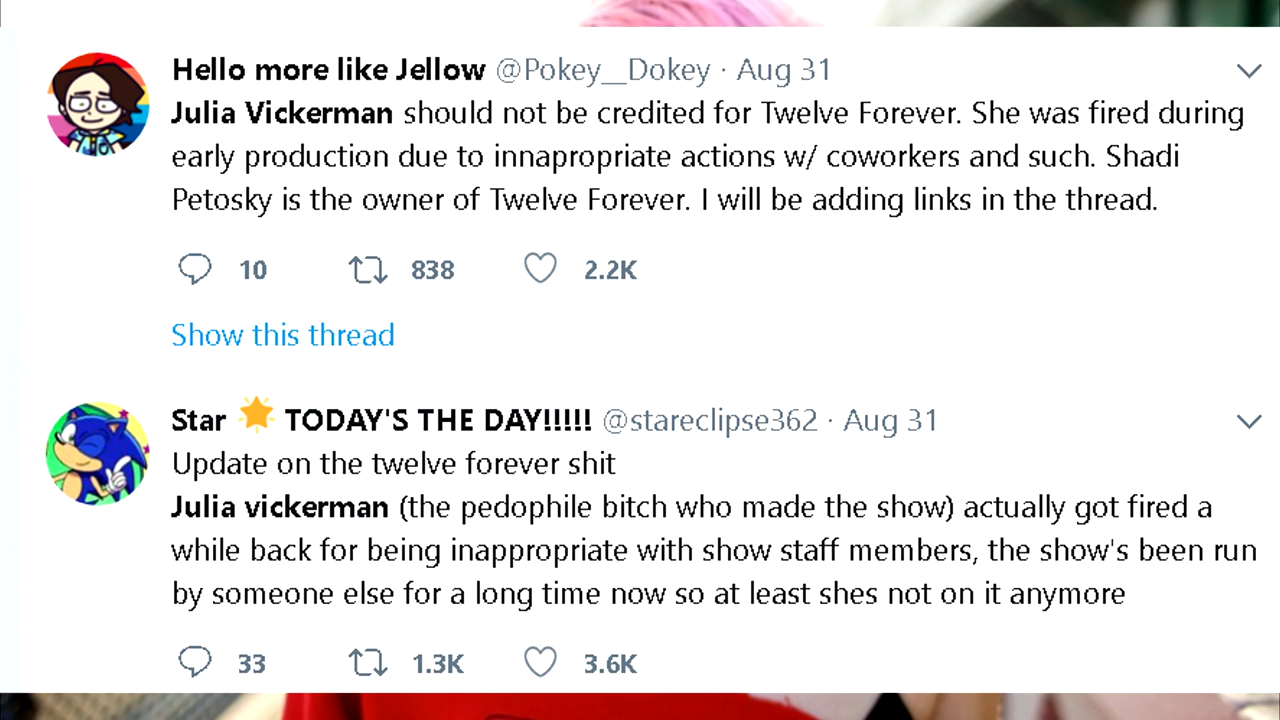 Hello more like Jellow @Pokey__Dokey · Aug 31
Julia Vickerman should not be credited for Twelve Forever. She was fired during
early production due to innapropriate actions w/ coworkers and such. Shadi
Petosky is the owner of Twelve Forever. I will be adding links in the thread.
10 838 2.2K
Show this thread
Star 🌟 TODAY'S THE DAY!!!!! @stareclipse362 · Aug 31
Update on the twelve forever shit
Julia vickerman (the pedophile bitch who made the show) actually got fired a
while back for being inappropriate with show staff members, the show's been run
by someone else for a long time now so at least shes not on it anymore
33 1.3K 3.6K